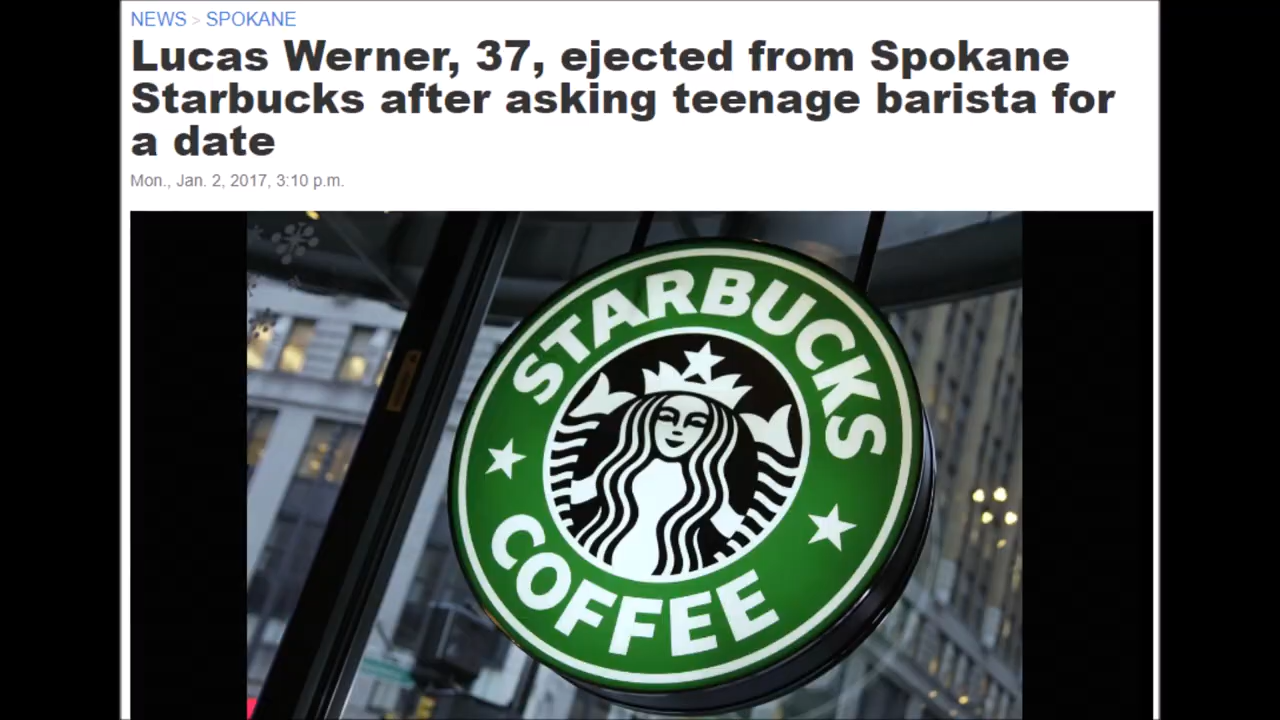 NEWS > SPOKANE
Lucas Werner, 37, ejected from Spokane
Starbucks after asking teenage barista for
a date
Mon., Jan. 2, 2017, 3:10 p.m.
STARBUCKS
COFFEE